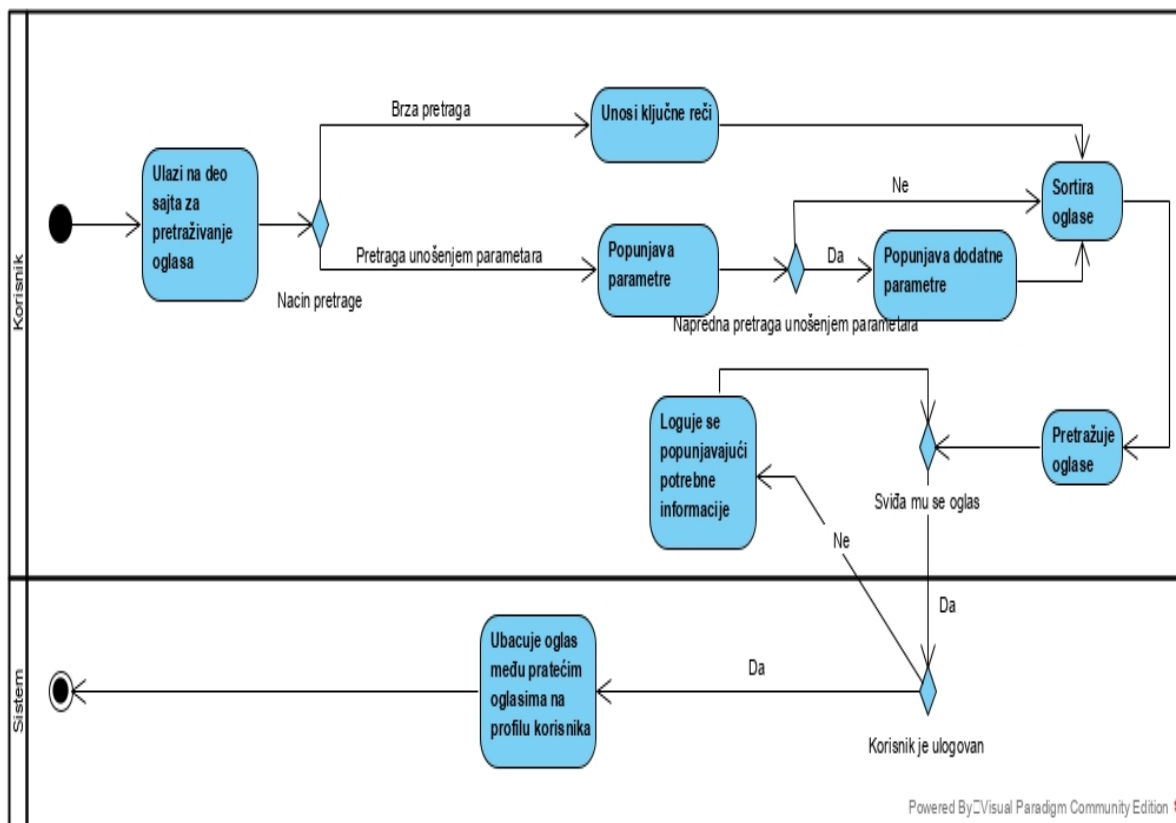 Korisnik
Brza pretraga
Unosi ključne reči
Ulazi na deo
sajta za
pretraživanje
oglasa
Nacin pretrage
Pretraga unošenjem parametara
Popunjava
parametre
Ne
Da
Napredna pretraga unošenjem parametara
Popunjava dodatne
parametre
Sortira
oglase
Pretražuje
oglase
Sviđa mu se oglas
Loguje se
popunjavajući
potrebne
informacije
Ne
Da
Sistem
Korisnik je ulogovan
Da
Ubacuje oglas
među pratećim
oglasima na
profilu korisnika
Powered By Visual Paradigm Community Edition